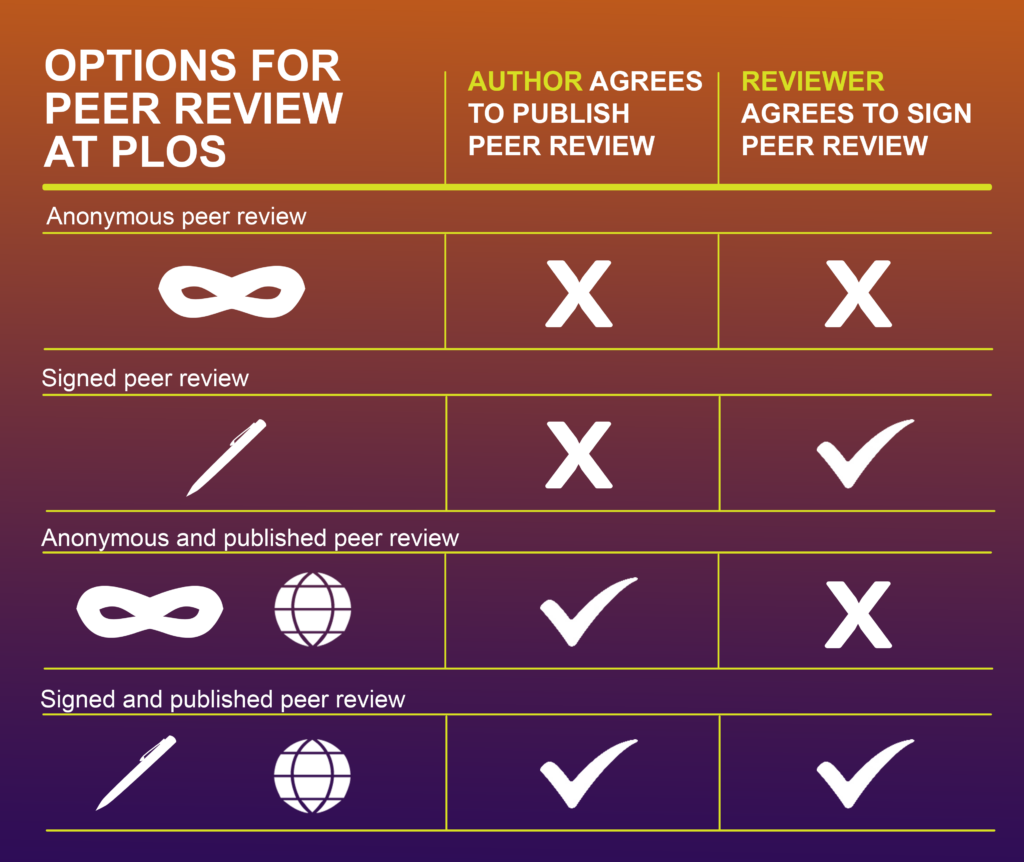 OPTIONS FOR
PEER REVIEW
AT PLOS
AUTHOR AGREES
TO PUBLISH
PEER REVIEW
REVIEWER
AGREES TO SIGN
PEER REVIEW
Anonymous peer review
X X
Signed peer review
X
Anonymous and published peer review
X
Signed and published peer review